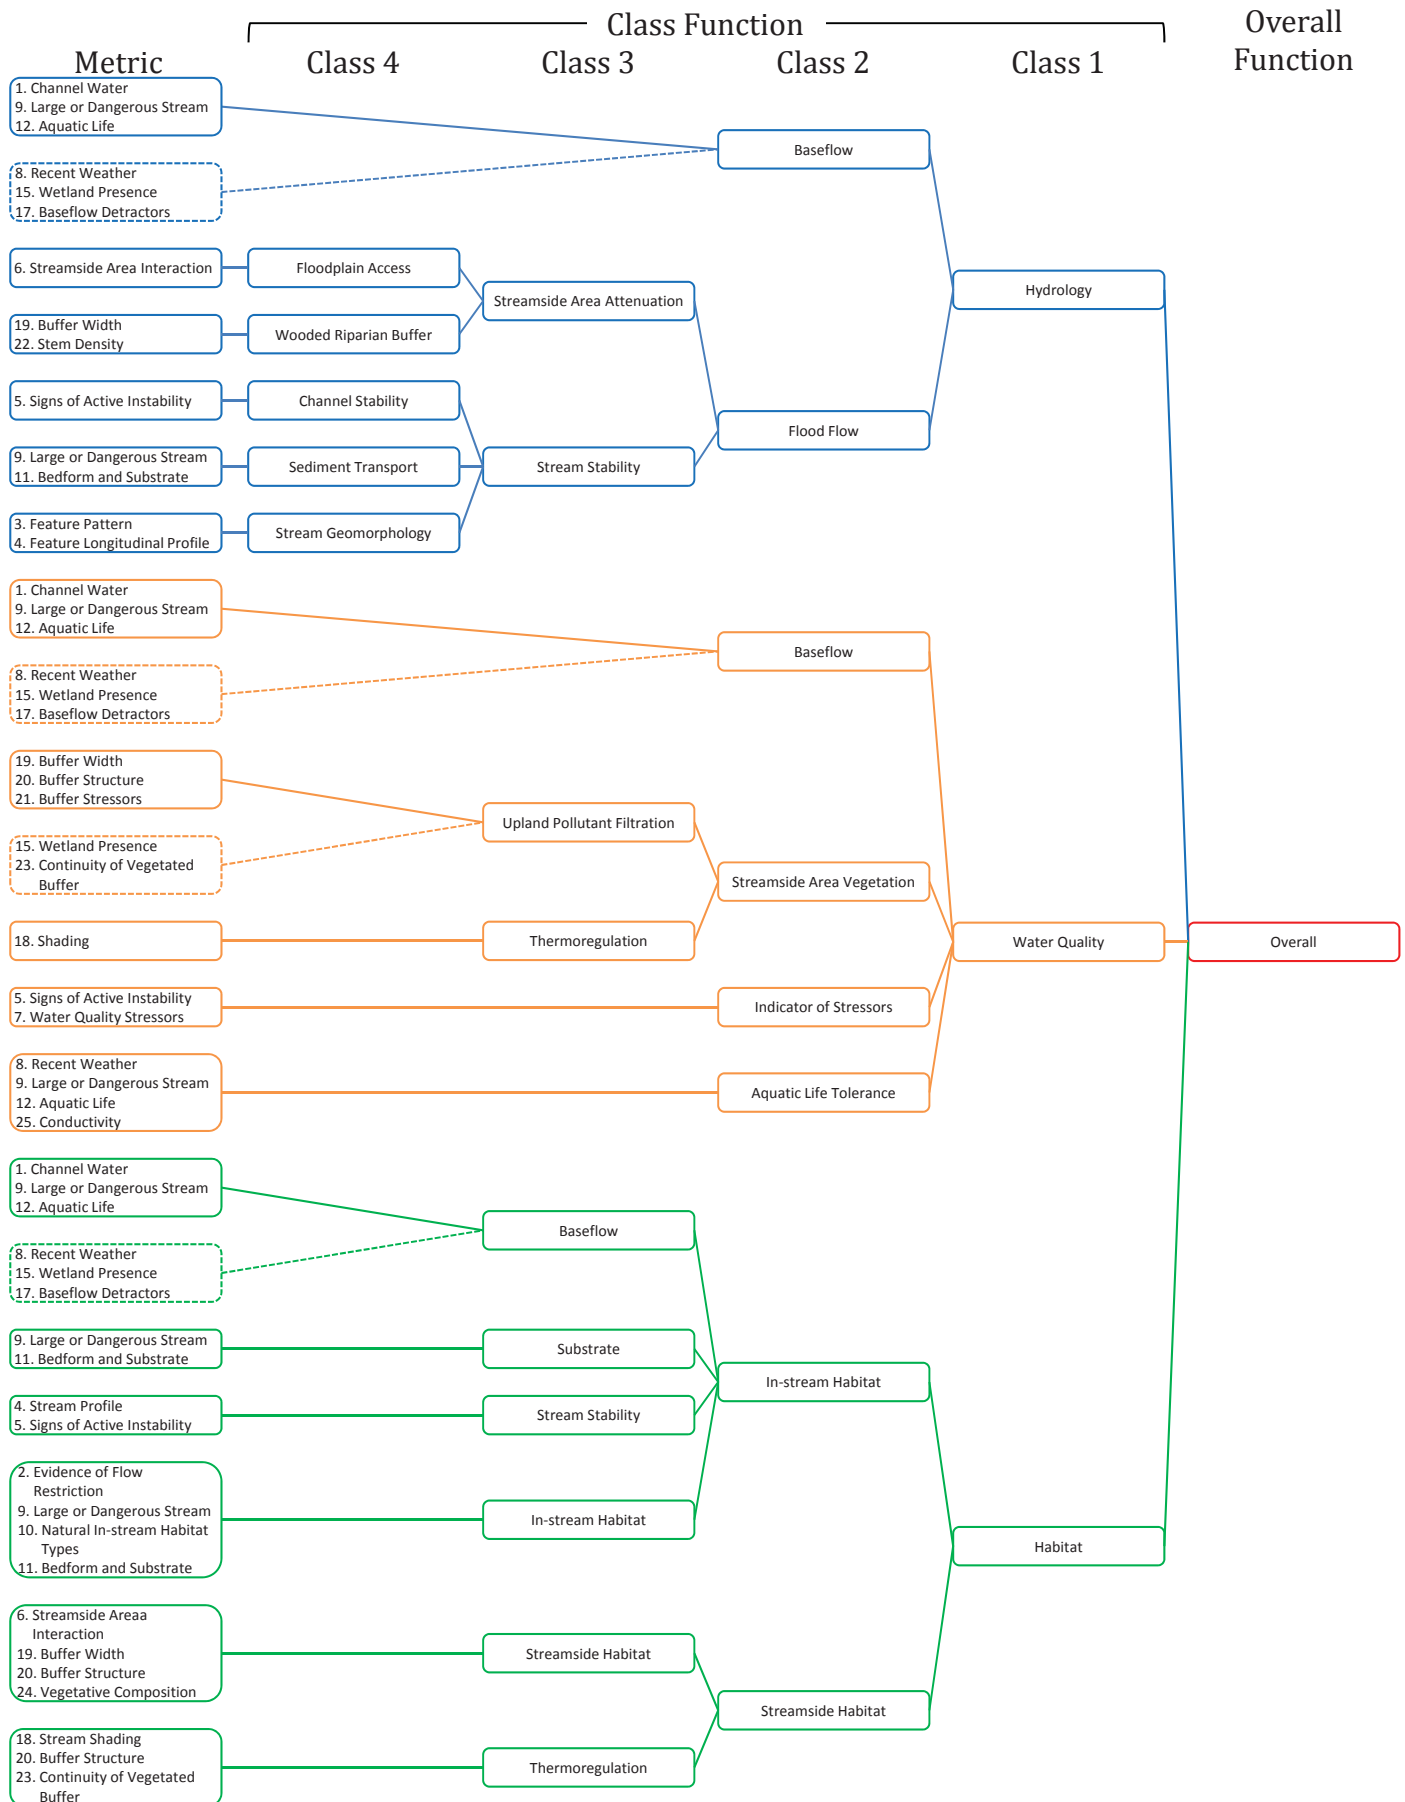 Class Function
Overall
Function
Metric
Class 4
Class 3
Class 2
Class 1
1. Channel Water
9. Large or Dangerous Stream
12. Aquatic Life
Baseflow
8. Recent Weather
15. Wetland Presence
17. Baseflow Detractors
6. Streamside Area Interaction
Floodplain Access
Streamside Area Attenuation
Hydrology
19. Buffer Width
22. Stem Density
Wooded Riparian Buffer
5. Signs of Active Instability
Channel Stability
Flood Flow
9. Large or Dangerous Stream
11. Bedform and Substrate
Sediment Transport
Stream Stability
3. Feature Pattern
4. Feature Longitudinal Profile
Stream Geomorphology
1. Channel Water
9. Large or Dangerous Stream
12. Aquatic Life
Baseflow
8. Recent Weather
15. Wetland Presence
17. Baseflow Detractors
19. Buffer Width
20. Buffer Structure
21. Buffer Stressors
Upland Pollutant Filtration
15. Wetland Presence
23. Continuity of Vegetated
Buffer
Streamside Area Vegetation
18. Shading
Thermoregulation
Water Quality
Overall
5. Signs of Active Instability
7. Water Quality Stressors
Indicator of Stressors
8. Recent Weather
9. Large or Dangerous Stream
12. Aquatic Life
25. Conductivity
Aquatic Life Tolerance
1. Channel Water
9. Large or Dangerous Stream
12. Aquatic Life
Baseflow
8. Recent Weather
15. Wetland Presence
17. Baseflow Detractors
9. Large or Dangerous Stream
11. Bedform and Substrate
Substrate
In-stream Habitat
4. Stream Profile
5. Signs of Active Instability
Stream Stability
2. Evidence of Flow
Restriction
9. Large or Dangerous Stream
10. Natural In-stream Habitat
Types
11. Bedform and Substrate
In-stream Habitat
Habitat
6. Streamside Areaa
Interaction
19. Buffer Width
20. Buffer Structure
24. Vegetative Composition
Streamside Habitat
Streamside Habitat
18. Stream Shading
20. Buffer Structure
23. Continuity of Vegetated
Buffer
Thermoregulation